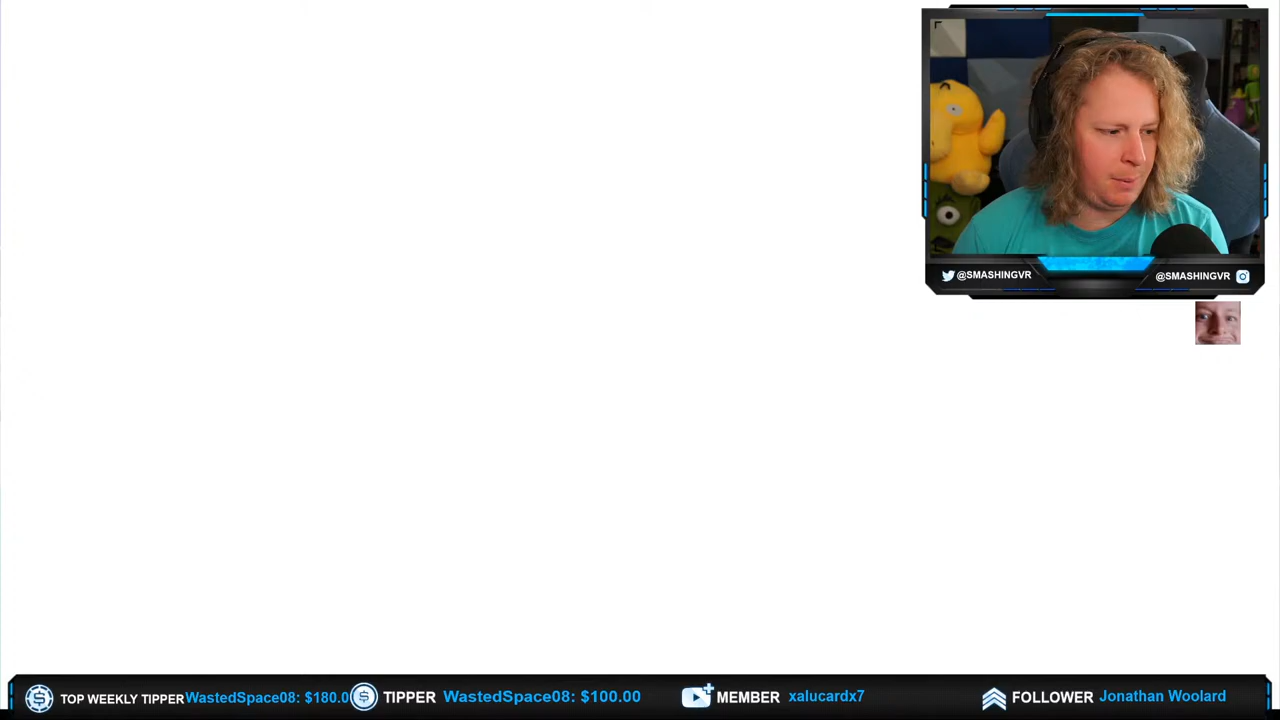 @SMASHINGVR @SMASHINGVR
TOP WEEKLY TIPPER WastedSpace08: $180.0 TIPPER WastedSpace08: $100.00 MEMBER xalucardx7 FOLLOWER Jonathan Woolard